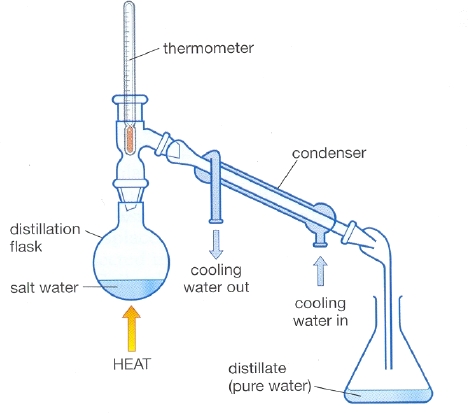 thermometer
condenser
distillation
flask
salt water
cooling
water out
cooling
water in
HEAT
distillate
(pure water)